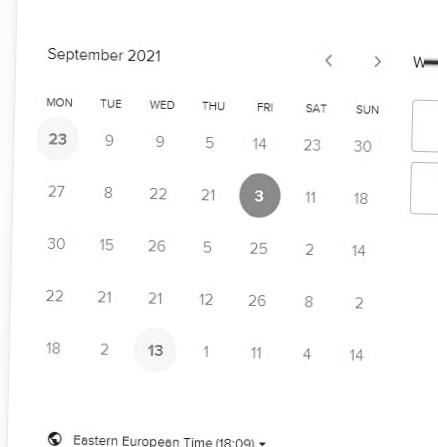 September 2021
MON TUE WED THU FRI SAT SUN
23 9 9 5 14 23 30
27 8 22 21 3 11 18
30 15 26 5 25 2 14
22 21 21 12 26 8 2
18 2 13 1 11 4 14
Eastern European Time (18:09)